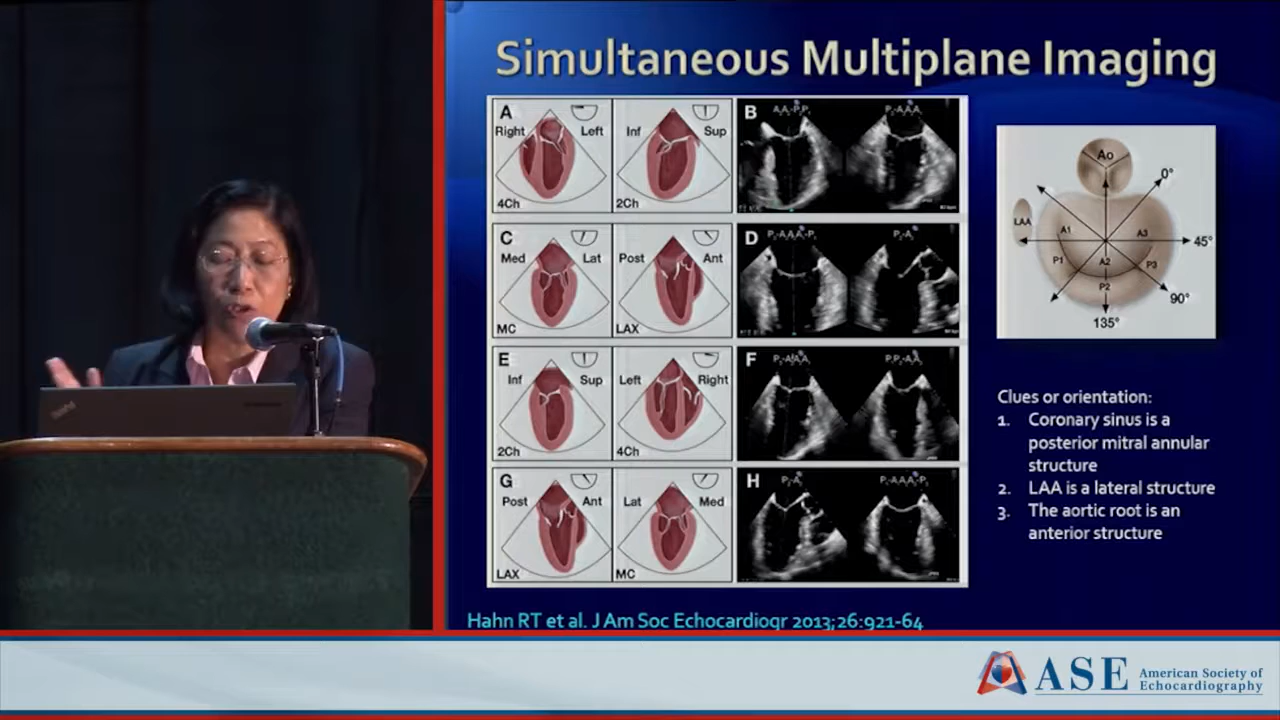 Simultaneous Multiplane Imaging
A
Right
Left
4Ch
Inf
Sup
2Ch
B
C
Med
Lat
MC
Post
Ant
LAX
D
E
Inf
Sup
2Ch
Left
Right
4Ch
F
G
Post
Ant
LAX
Lat
Med
MC
H
Ao
0°
LAA
A1
A3
45°
P1
A2
P3
P2
90°
135°
Clues or orientation:
1. Coronary sinus is a
posterior mitral annular
structure
2. LAA is a lateral structure
3. The aortic root is an
anterior structure
Hahn RT et al. J Am Soc Echocardiogr 2013;26:921-64
ASE
American Society of
Echocardiography